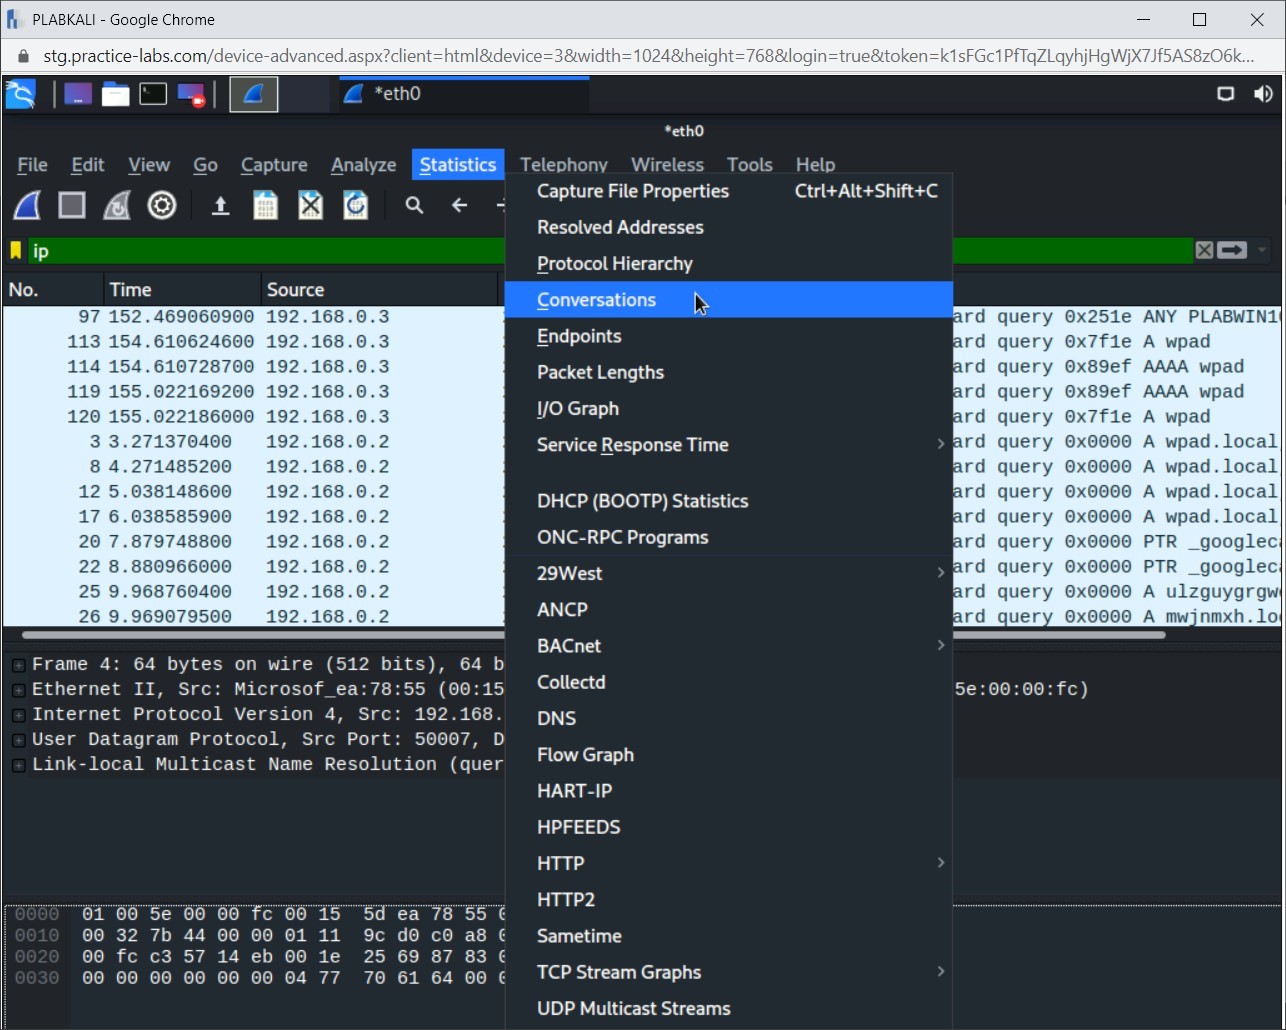 PLABKALI - Google Chrome
stg.practice-labs.com/device-advanced.aspx?client=html&device=3&width=1024&height=768&login=true&token=k1sFGc1PfTqZLqyhjHgWjX7Jf5AS8zO6k...
*eth0
*eth0
File Edit View Go Capture Analyze Statistics Telephony Wireless Tools Help
ip
No. Time Source
97 152.469060900 192.168.0.3 ard query 0x251e ANY PLABWIN10
113 154.610624600 192.168.0.3 ard query 0x7f1e A wpad
114 154.610728700 192.168.0.3 ard query 0x89ef AAAA wpad
119 155.022169200 192.168.0.3 ard query 0x89ef AAAA wpad
120 155.022186000 192.168.0.3 ard query 0x7f1e A wpad
3 3.271370400 192.168.0.2 ard query 0x0000 A wpad.local
8 4.271485200 192.168.0.2 ard query 0x0000 A wpad.local
12 5.038148600 192.168.0.2 ard query 0x0000 A wpad.local
17 6.038585900 192.168.0.2 ard query 0x0000 A wpad.local
20 7.879748800 192.168.0.2 ard query 0x0000 PTR _googleca
22 8.880966000 192.168.0.2 ard query 0x0000 PTR _googleca
25 9.968760400 192.168.0.2 ard query 0x0000 A ulzguygrgw
26 9.969079500 192.168.0.2 ard query 0x0000 A mwjnmxh.lo
Capture File Properties Ctrl+Alt+Shift+C
Resolved Addresses
Protocol Hierarchy
Conversations
Endpoints
Packet Lengths
I/O Graph
Service Response Time
DHCP (BOOTP) Statistics
ONC-RPC Programs
29West
ANCP
BACnet
Collectd
DNS
Flow Graph
HART-IP
HPFEEDS
HTTP
HTTP2
Sametime
TCP Stream Graphs
UDP Multicast Streams
Frame 4: 64 bytes on wire (512 bits), 64 b
Ethernet II, Src: Microsof_ea:78:55 (00:15 5e:00:00:fc)
Internet Protocol Version 4, Src: 192.168.
User Datagram Protocol, Src Port: 50007, D
Link-local Multicast Name Resolution (quer
0000 01 00 5e 00 00 fc 00 15 5d ea 78 55 0
0010 00 32 7b 44 00 00 01 11 9c d0 c0 a8 0
0020 00 fc c3 57 14 eb 00 1e 25 69 87 83 0
0030 00 00 00 00 00 00 04 77 70 61 64 00 0